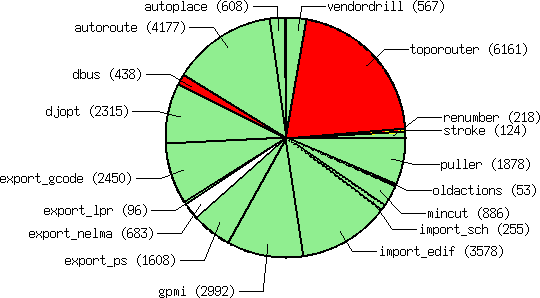 autoplace (608)
vendordrill (567)
autoroute (4177)
toporouter (6161)
dbus (438)
djopt (2315)
renumber (218)
stroke (124)
puller (1878)
export_gcode (2450)
oldactions (53)
export_lpr (96)
mincut (886)
export_nelma (683)
import_sch (255)
export_ps (1608)
import_edif (3578)
gpmi (2992)